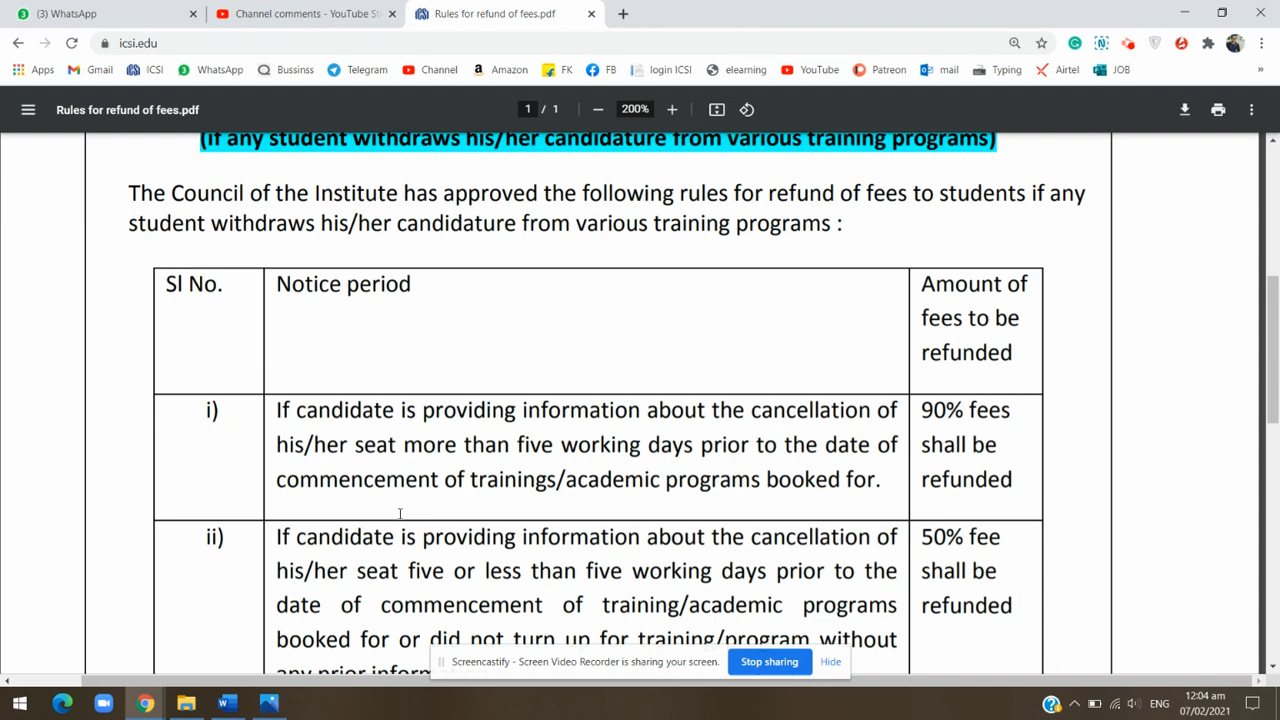 (3) WhatsApp
Channel comments - YouTube St
Rules for refund of fees.pdf
icsi.edu
Apps
Gmail
ICSI
WhatsApp
Bussinss
Telegram
Channel
Amazon
FK
FB
login ICSI
elearning
YouTube
Patreon
mail
Typing
Airtel
JOB
Rules for refund of fees.pdf
1 / 1
200%
(if any student withdraws his/her candidature from various training programs)
The Council of the Institute has approved the following rules for refund of fees to students if any
student withdraws his/her candidature from various training programs :
Sl No.
Notice period
Amount of
fees to be
refunded
i)
If candidate is providing information about the cancellation of
his/her seat more than five working days prior to the date of
commencement of trainings/academic programs booked for.
90% fees
shall be
refunded
ii)
If candidate is providing information about the cancellation of
his/her seat five or less than five working days prior to the
date of commencement of training/academic programs
booked for or did not turn up for training/program without
any prior
50% fee
shall be
refunded
Screencastify - Screen Video Recorder is sharing your screen.
Stop sharing
Hide
ENG
12:04 am
07/02/2021